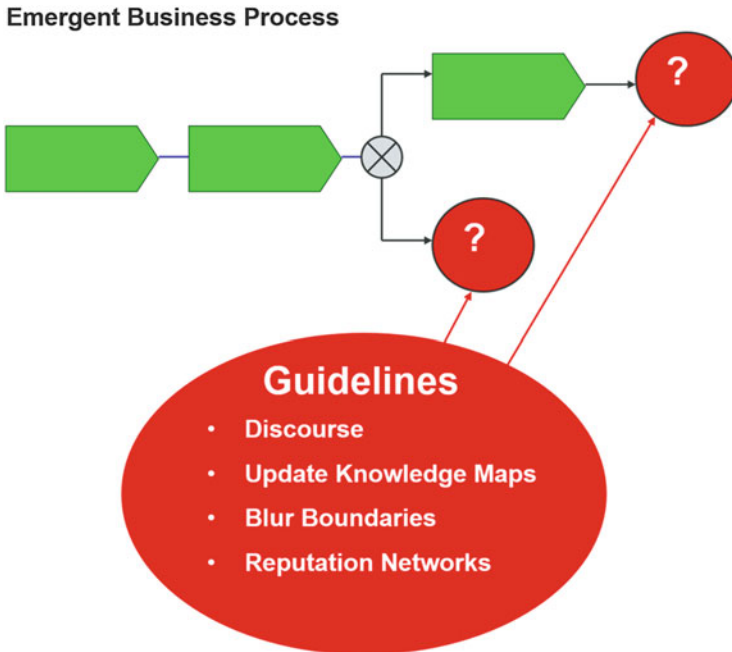 Emergent Business Process
?
?
Guidelines
• Discourse
• Update Knowledge Maps
• Blur Boundaries
• Reputation Networks